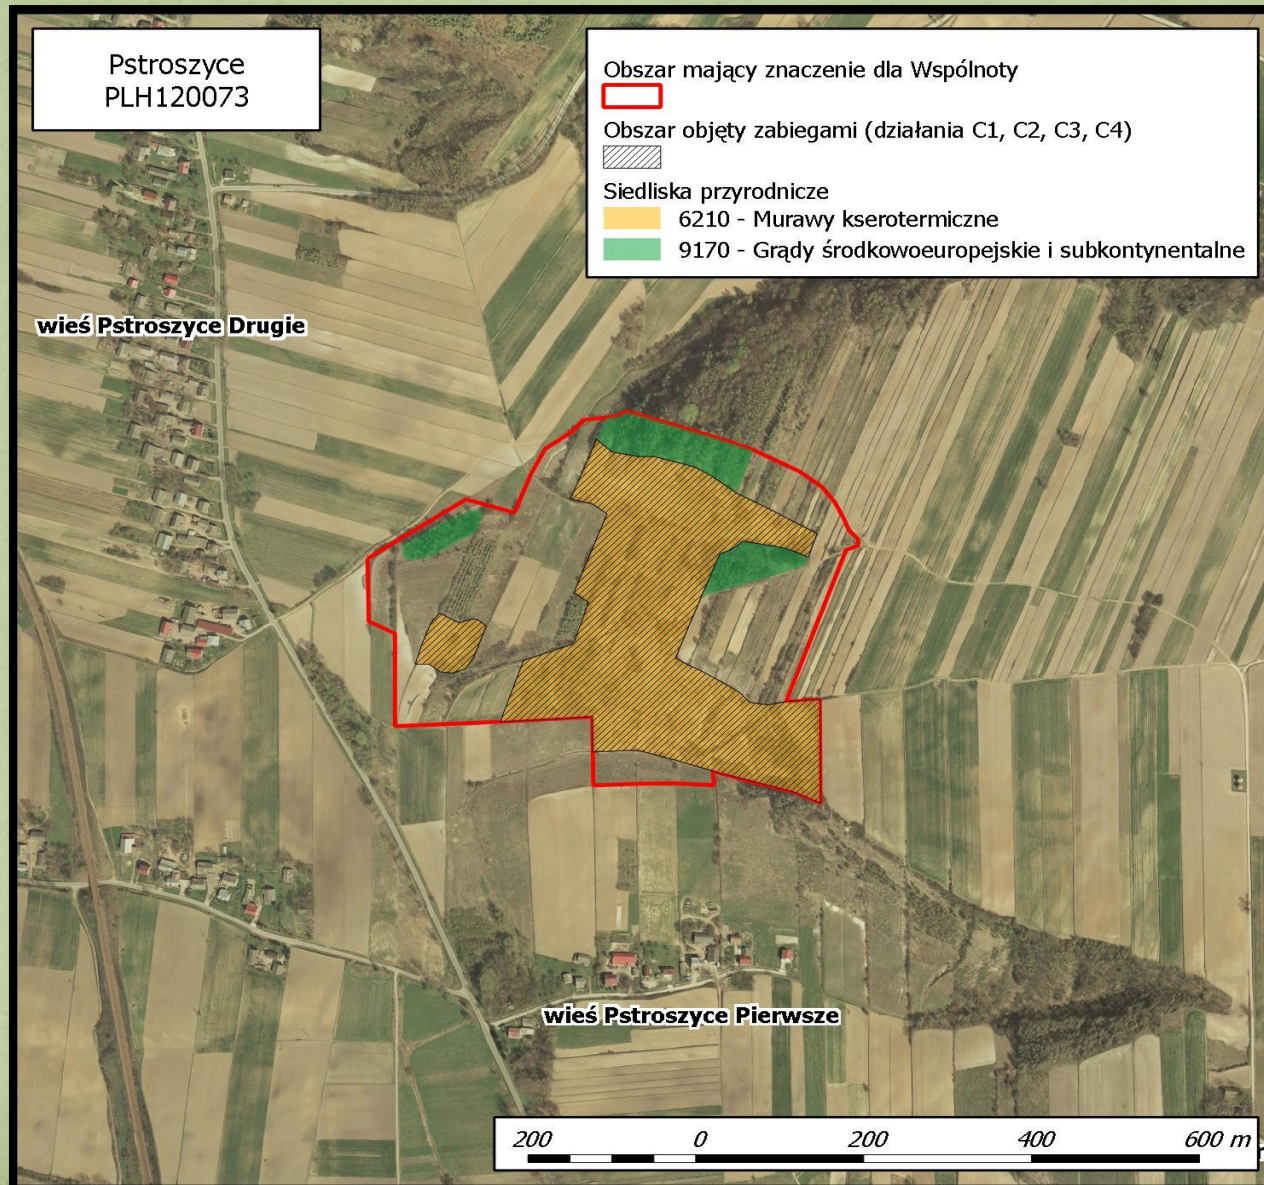 Pstroszyce
PLH120073
Obszar mający znaczenie dla Wspólnoty
Obszar objęty zabiegami (działania C1, C2, C3, C4)
Siedliska przyrodnicze
6210 - Murawy kserotermiczne
9170 - Grądy środkowoeuropejskie i subkontynentalne
wieś Pstroszyce Drugie
wieś Pstroszyce Pierwsze
200 0 200 400 600 m